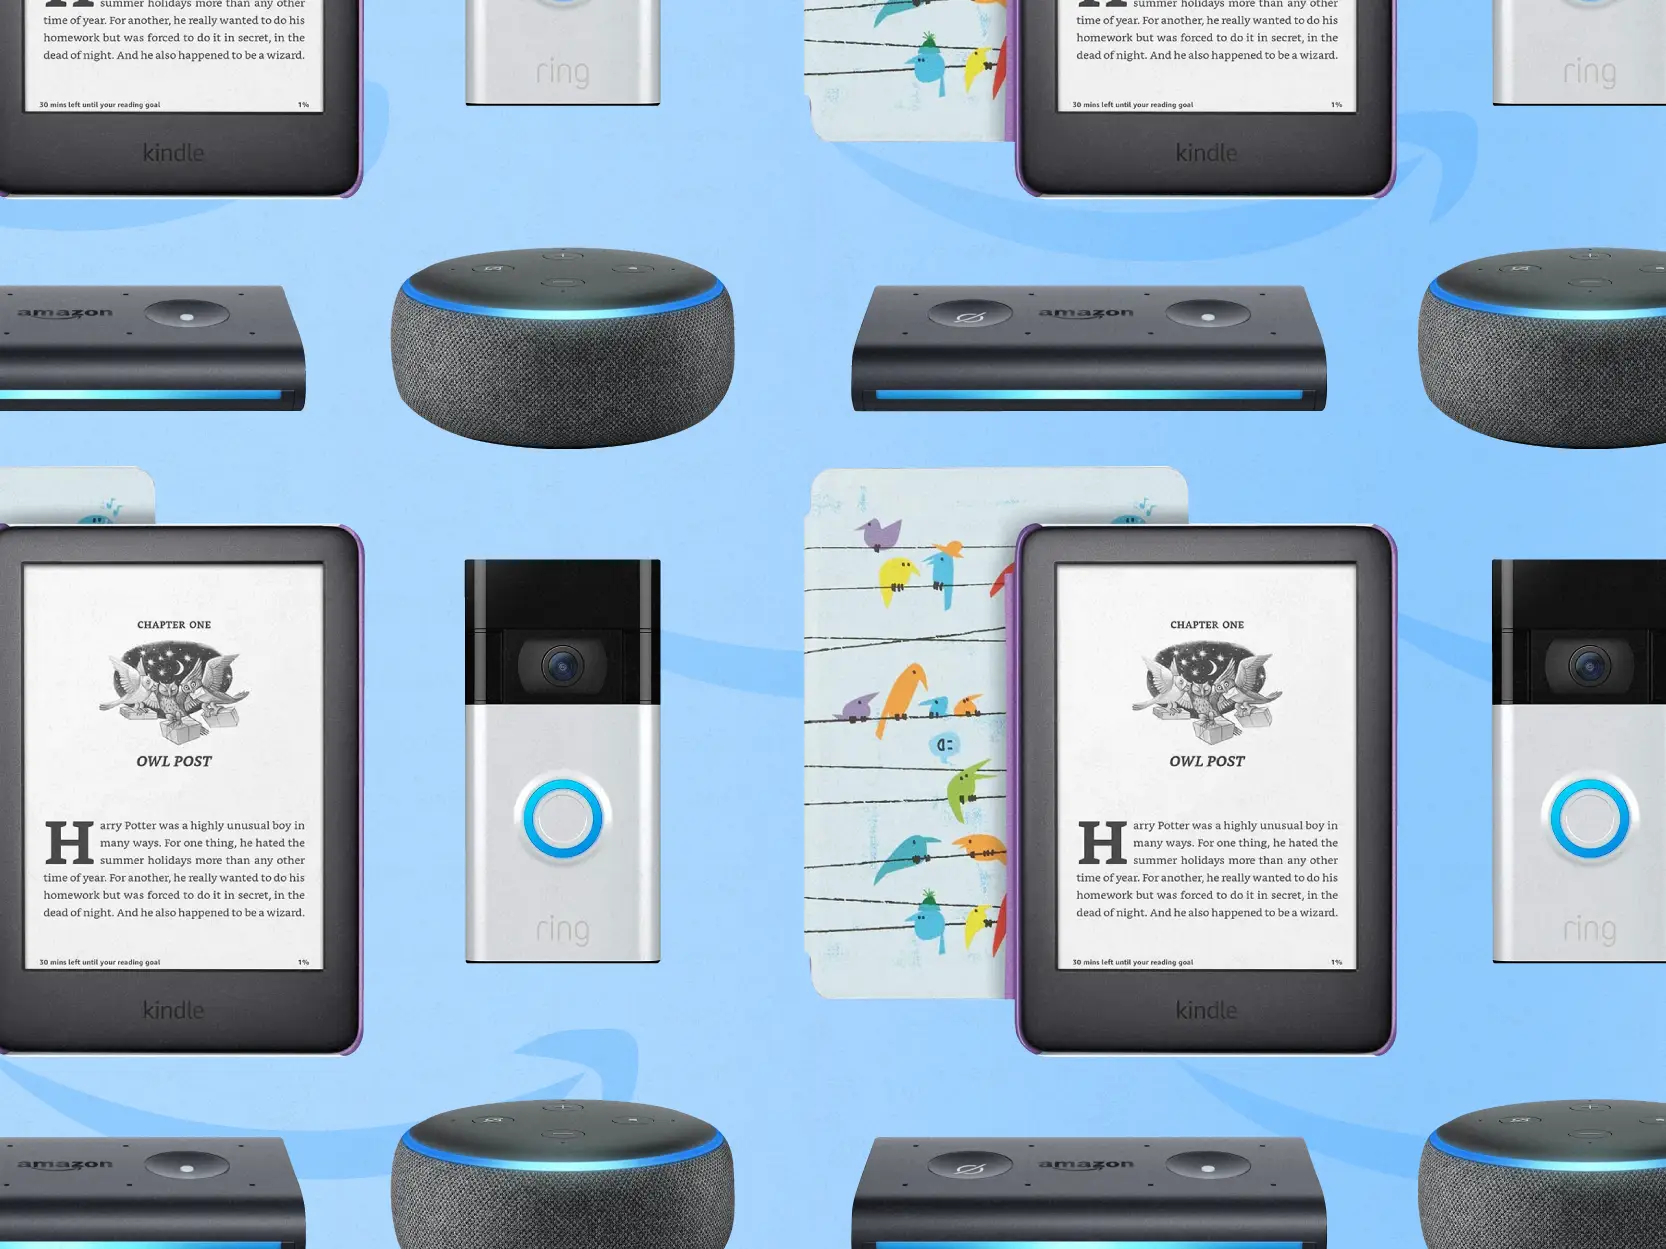 summer holidays more than any other
time of year. For another, he really wanted to do his
homework but was forced to do it in secret, in the
dead of night. And he also happened to be a wizard.
30 mins left until your reading goal 1%
kindle
ring
summer holidays more than any other
time of year. For another, he really wanted to do his
homework but was forced to do it in secret, in the
dead of night. And he also happened to be a wizard.
30 mins left until your reading goal 1%
kindle
ring
amazon
amazon
CHAPTER ONE
OWL POST
Harry Potter was a highly unusual boy in
many ways. For one thing, he hated the
summer holidays more than any other
time of year. For another, he really wanted to do his
homework but was forced to do it in secret, in the
dead of night. And he also happened to be a wizard.
30 mins left until your reading goal 1%
kindle
ring
CHAPTER ONE
OWL POST
Harry Potter was a highly unusual boy in
many ways. For one thing, he hated the
summer holidays more than any other
time of year. For another, he really wanted to do his
homework but was forced to do it in secret, in the
dead of night. And he also happened to be a wizard.
30 mins left until your reading goal 1%
kindle
ring
amazon
amazon